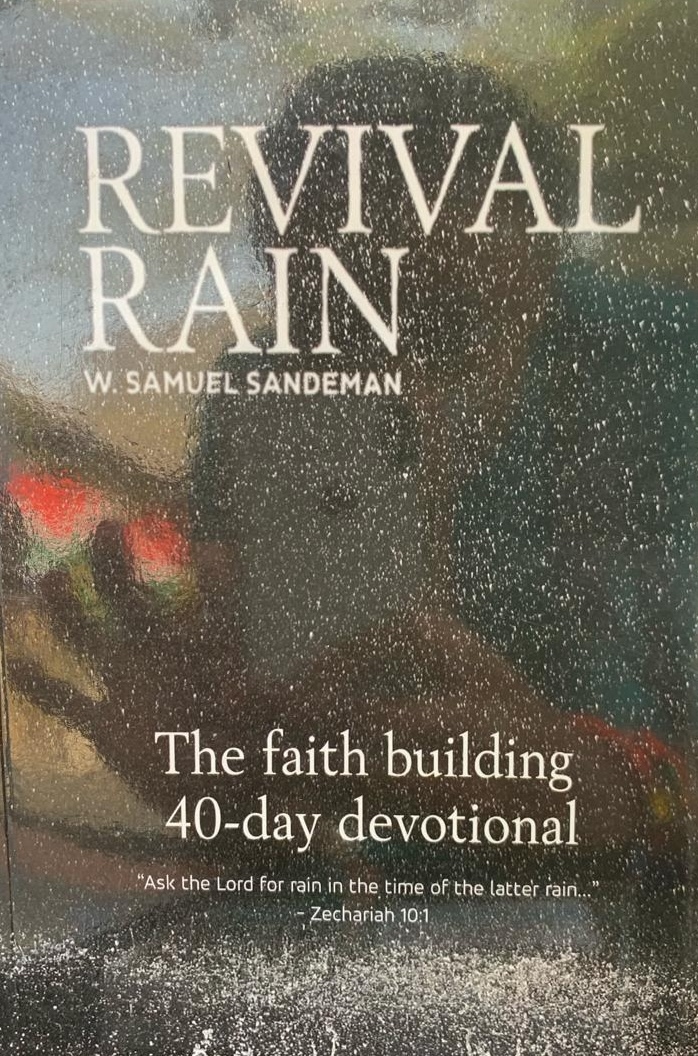 REVIVAL
RAIN
W. SAMUEL SANDEMAN
The faith building
40-day devotional
“Ask the Lord for rain in the time of the latter rain...”
– Zechariah 10:1